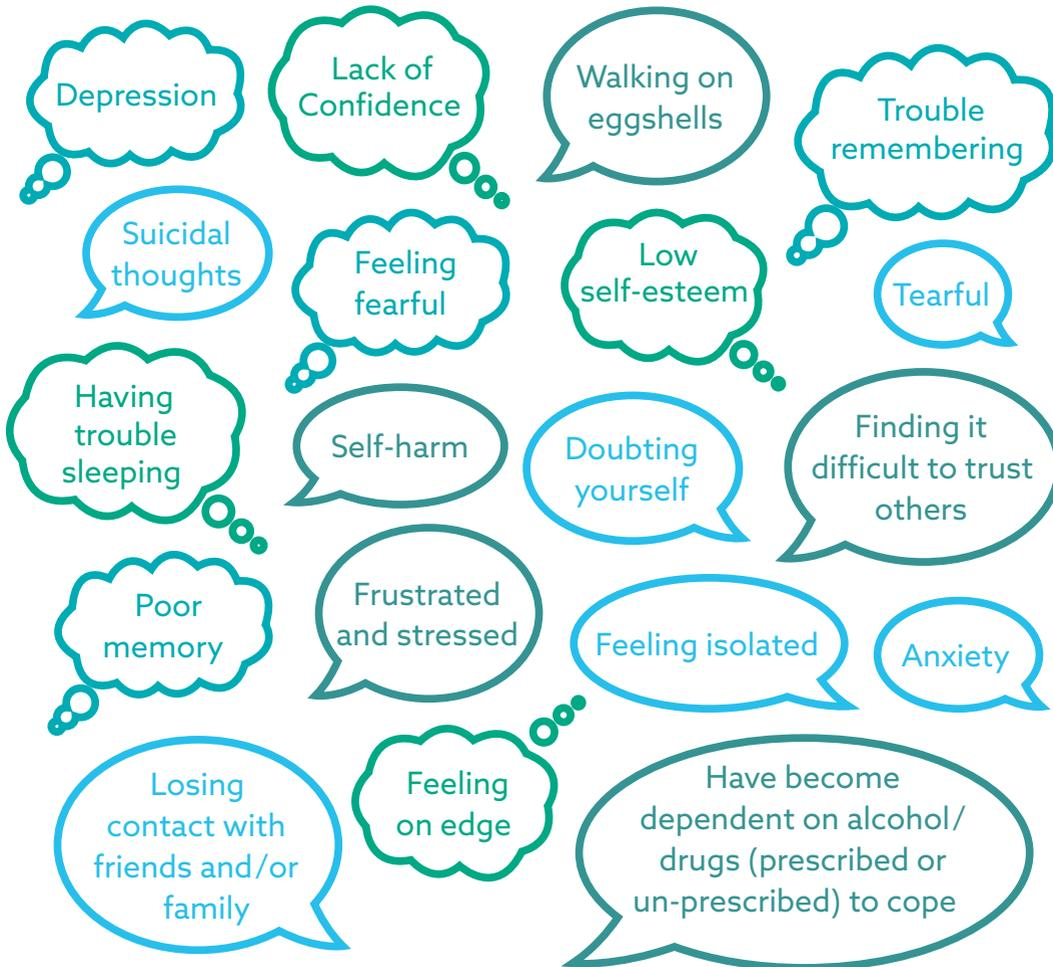 Depression
Lack of
Confidence
Walking on
eggshells
Trouble
remembering
Suicidal
thoughts
Feeling
fearful
Low
self-esteem
Tearful
Having
trouble
sleeping
Self-harm
Doubting
yourself
Finding it
difficult to trust
others
Poor
memory
Frustrated
and stressed
Feeling isolated
Anxiety
Losing
contact with
friends and/or
family
Feeling
on edge
Have become
dependent on alcohol/
drugs (prescribed or
un-prescribed) to cope